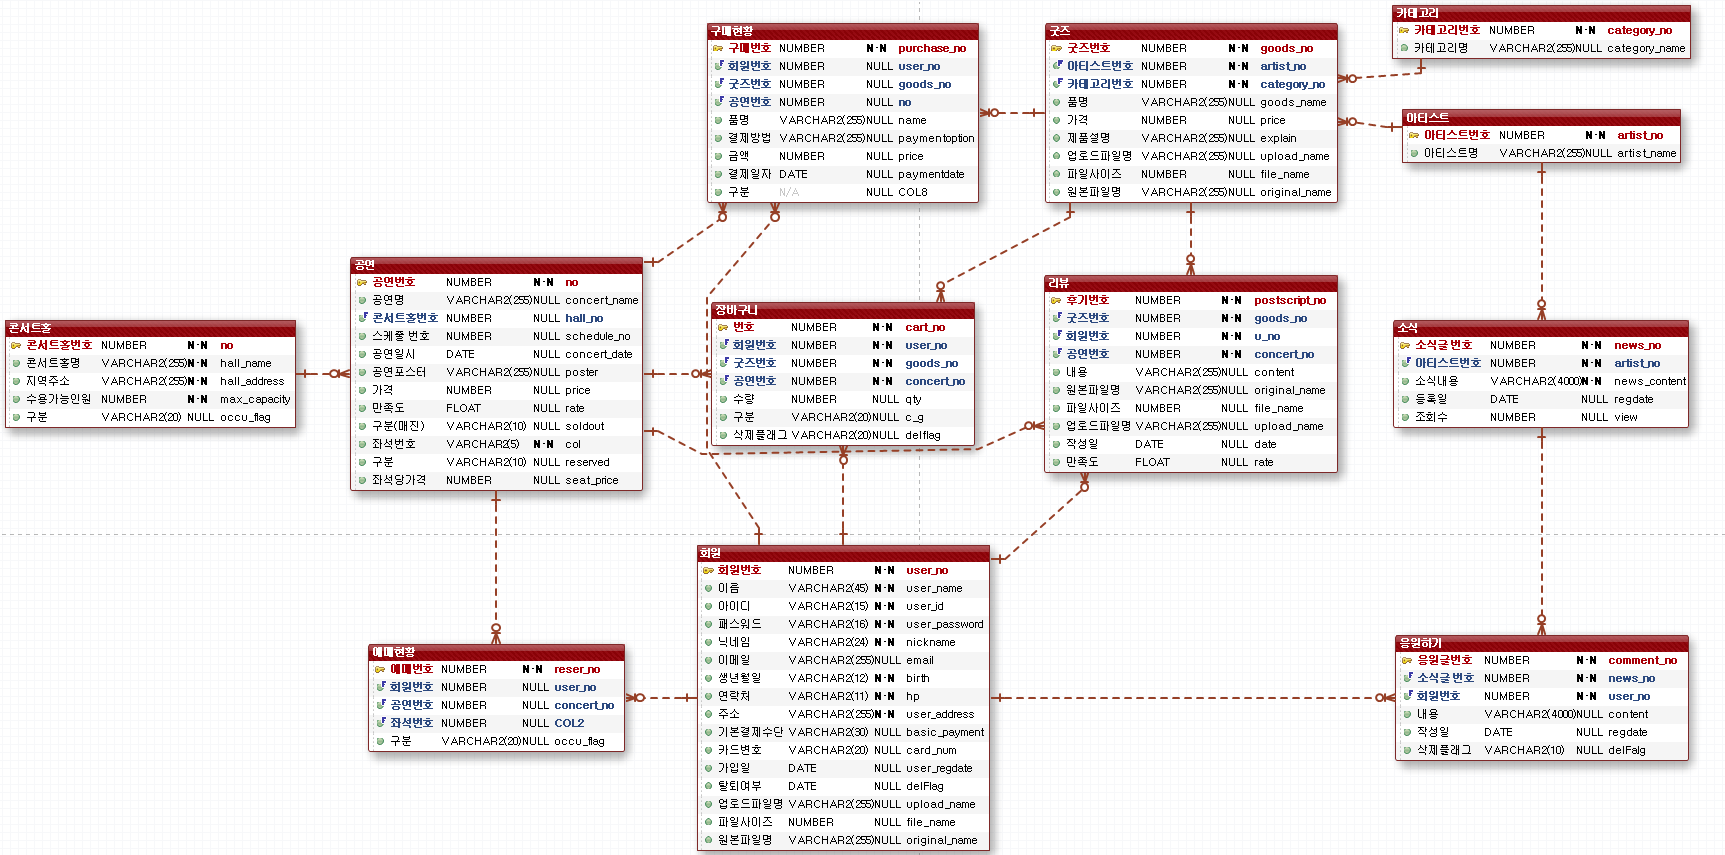 구매현황
구매번호 NUMBER N-N purchase_no
회원번호 NUMBER NULL user_no
굿즈번호 NUMBER NULL goods_no
공연번호 NUMBER NULL no
품명 VARCHAR2(255)NULL name
결제방법 VARCHAR2(255)NULL paymentoption
금액 NUMBER NULL price
결제일자 DATE NULL paymentdate
구분 N/A NULL COL8
굿즈
굿즈번호 NUMBER N-N goods_no
아티스트번호 NUMBER N-N artist_no
카테고리번호 NUMBER N-N category_no
품명 VARCHAR2(255)NULL goods_name
가격 NUMBER NULL price
제품설명 VARCHAR2(255)NULL explain
업로드파일명 VARCHAR2(255)NULL upload_name
파일사이즈 NUMBER NULL file_name
원본파일명 VARCHAR2(255)NULL original_name
카테고리
카테고리번호 NUMBER N-N category_no
카테고리명 VARCHAR2(255)NULL category_name
아티스트
아티스트번호 NUMBER N-N artist_no
아티스트명 VARCHAR2(255)NULL artist_name
공연
공연번호 NUMBER N-N no
공연명 VARCHAR2(255)NULL concert_name
콘서트홀번호 NUMBER NULL hall_no
스케쥴 번호 NUMBER NULL schedule_no
공연일시 DATE NULL concert_date
공연포스터 VARCHAR2(255)NULL poster
가격 NUMBER NULL price
만족도 FLOAT NULL rate
구분(매진) VARCHAR2(10) NULL soldout
좌석번호 VARCHAR2(5) N-N col
구분 VARCHAR2(10) NULL reserved
좌석당가격 NUMBER NULL seat_price
콘서트홀
콘서트홀번호 NUMBER N-N no
콘서트홀명 VARCHAR2(255)N-N hall_name
지역주소 VARCHAR2(255)N-N hall_address
수용가능인원 NUMBER N-N max_capacity
구분 VARCHAR2(20) NULL occu_flag
장바구니
번호 NUMBER N-N cart_no
회원번호 NUMBER N-N user_no
굿즈번호 NUMBER N-N goods_no
공연번호 NUMBER N-N concert_no
수량 NUMBER NULL qty
구분 VARCHAR2(20)NULL c_g
삭제플래그 VARCHAR2(20)NULL delflag
리뷰
후기번호 NUMBER N-N postscript_no
굿즈번호 NUMBER N-N goods_no
회원번호 NUMBER N-N u_no
공연번호 NUMBER N-N concert_no
내용 VARCHAR2(255)NULL content
원본파일명 VARCHAR2(255)NULL original_name
파일사이즈 NUMBER NULL file_name
업로드파일명 VARCHAR2(255)NULL upload_name
작성일 DATE NULL date
만족도 FLOAT NULL rate
소식
소식글 번호 NUMBER N-N news_no
아티스트번호 NUMBER N-N artist_no
소식내용 VARCHAR2(4000)N-N news_content
등록일 DATE NULL regdate
조회수 NUMBER NULL view
회원
회원번호 NUMBER N-N user_no
이름 VARCHAR2(45) N-N user_name
아이디 VARCHAR2(15) N-N user_id
패스워드 VARCHAR2(16) N-N user_password
닉네임 VARCHAR2(24) N-N nickname
이메일 VARCHAR2(255)NULL email
생년월일 VARCHAR2(12) N-N birth
연락처 VARCHAR2(11) N-N hp
주소 VARCHAR2(255)N-N user_address
기본결제수단 VARCHAR2(30) NULL basic_payment
카드변호 VARCHAR2(20) NULL card_num
가입일 DATE NULL user_regdate
탈퇴여부 DATE NULL delFlag
업로드파일명 VARCHAR2(255)NULL upload_name
파일사이즈 NUMBER NULL file_name
원본파일명 VARCHAR2(255)NULL original_name
예매현황
예매번호 NUMBER N-N reser_no
회원번호 NUMBER NULL user_no
공연번호 NUMBER NULL concert_no
좌석번호 NUMBER NULL COL2
구분 VARCHAR2(20)NULL occu_flag
응원하기
응원글번호 NUMBER N-N comment_no
소식글 번호 NUMBER N-N news_no
회원번호 NUMBER N-N user_no
내용 VARCHAR2(4000)NULL content
작성일 DATE NULL regdate
삭제플래그 VARCHAR2(10) NULL delFalg